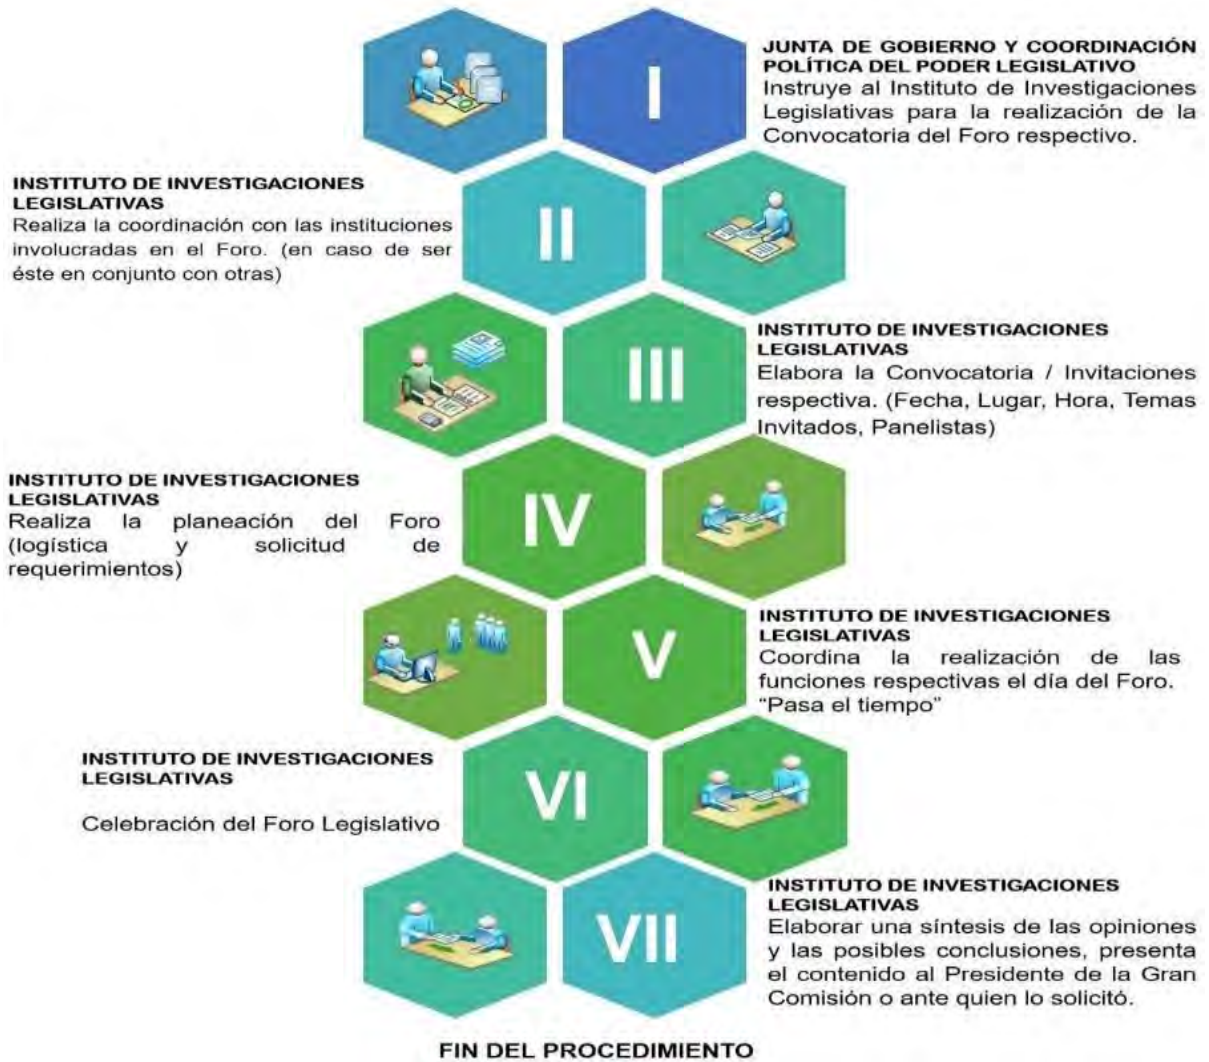 I
JUNTA DE GOBIERNO Y COORDINACIÓN
POLÍTICA DEL PODER LEGISLATIVO
Instruye al Instituto de Investigaciones
Legislativas para la realización de la
Convocatoria del Foro respectivo.
INSTITUTO DE INVESTIGACIONES
LEGISLATIVAS
Realiza la coordinación con las instituciones
involucradas en el Foro. (en caso de ser
éste en conjunto con otras)
II
III
INSTITUTO DE INVESTIGACIONES
LEGISLATIVAS
Elabora la Convocatoria / Invitaciones
respectiva. (Fecha, Lugar, Hora, Temas
Invitados, Panelistas)
INSTITUTO DE INVESTIGACIONES
LEGISLATIVAS
Realiza la planeación del Foro
(logística y solicitud de
requerimientos)
IV
V
INSTITUTO DE INVESTIGACIONES
LEGISLATIVAS
Coordina la realización de las
funciones respectivas el día del Foro.
"Pasa el tiempo"
INSTITUTO DE INVESTIGACIONES
LEGISLATIVAS
Celebración del Foro Legislativo
VI
VII
INSTITUTO DE INVESTIGACIONES
LEGISLATIVAS
Elaborar una síntesis de las opiniones
y las posibles conclusiones, presenta
el contenido al Presidente de la Gran
Comisión o ante quien lo solicitó.
FIN DEL PROCEDIMIENTO